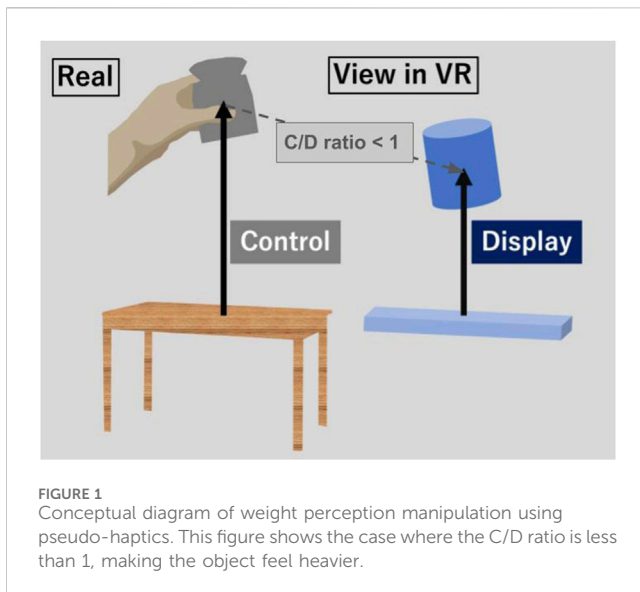 Real
View in VR
C/D ratio < 1
Control
Display
FIGURE 1
Conceptual diagram of weight perception manipulation using
pseudo-haptics. This figure shows the case where the C/D ratio is less
than 1, making the object feel heavier.